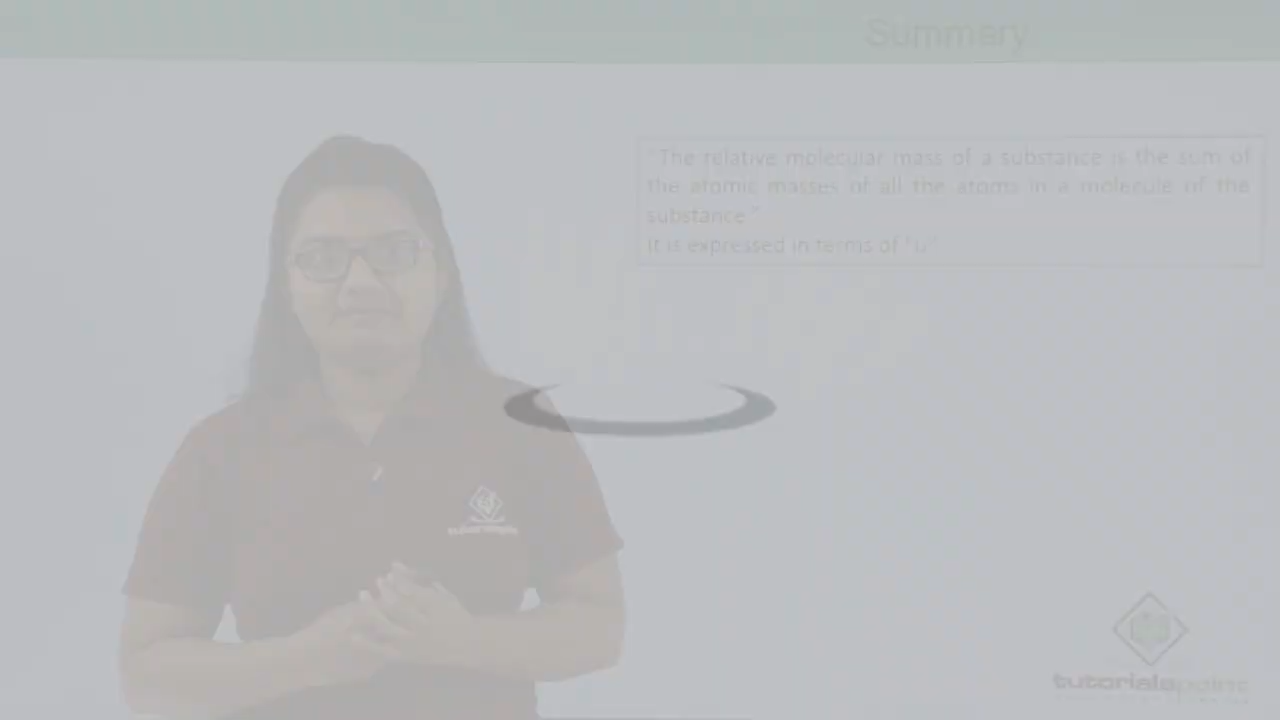 Summary
"The relative molecular mass of a substance is the sum of
the atomic masses of all the atoms in a molecule of the
substance."
It is expressed in terms of 'u'
tutorialspoint